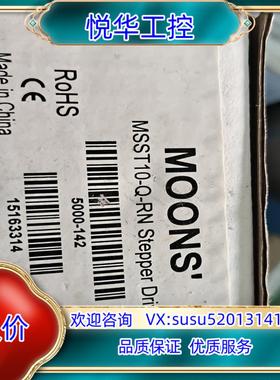 悦华工控
MOONS'
MSST10-Q-RN Stepper Dri
5000-142
RoHS
CE
15163314
Made in China
价
欢迎咨询 VX:susu52013141
品质保证 优质服务